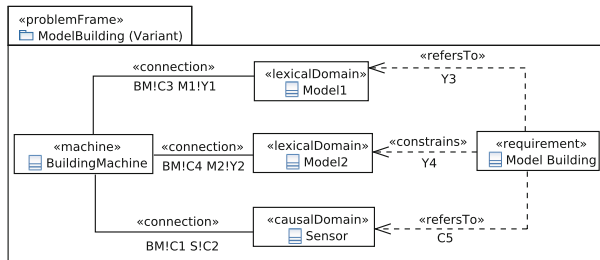 «problemFrame»
ModelBuilding (Variant)
«connection»
BM!C3 M1!Y1
«lexicalDomain»
Model1
«refersTo»
Y3
«machine»
BuildingMachine
«connection»
BM!C4 M2!Y2
«lexicalDomain»
Model2
«constrains»
Y4
«requirement»
Model Building
«connection»
BM!C1 S!C2
«causalDomain»
Sensor
«refersTo»
C5